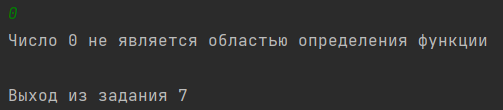 0
Число 0 не является областью определения функции
Выход из задания 7